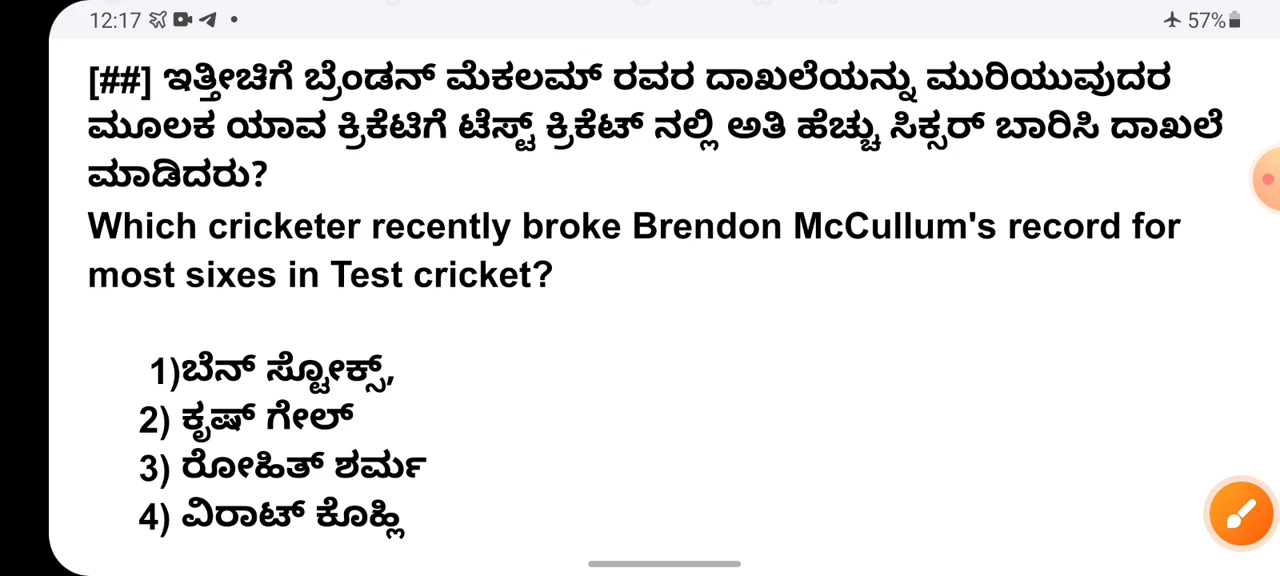 12:17
57%
[##] ಇತ್ತೀಚಿಗೆ ಬ್ರೆಂಡನ್ ಮೆಕಲಮ್ ರವರ ದಾಖಲೆಯನ್ನು ಮುರಿಯುವುದರ
ಮೂಲಕ ಯಾವ ಕ್ರಿಕೆಟಿಗೆ ಟೆಸ್ಟ್ ಕ್ರಿಕೆಟ್ ನಲ್ಲಿ ಅತಿ ಹೆಚ್ಚು ಸಿಕ್ಸರ್ ಬಾರಿಸಿ ದಾಖಲೆ
ಮಾಡಿದರು?
Which cricketer recently broke Brendon McCullum's record for
most sixes in Test cricket?
1)ಬೆನ್ ಸ್ಟೋಕ್ಸ್,
2) ಕೃಷ್ ಗೇಲ್
3) ರೋಹಿತ್ ಶರ್ಮ
4) ವಿರಾಟ್ ಕೊಹ್ಲಿ